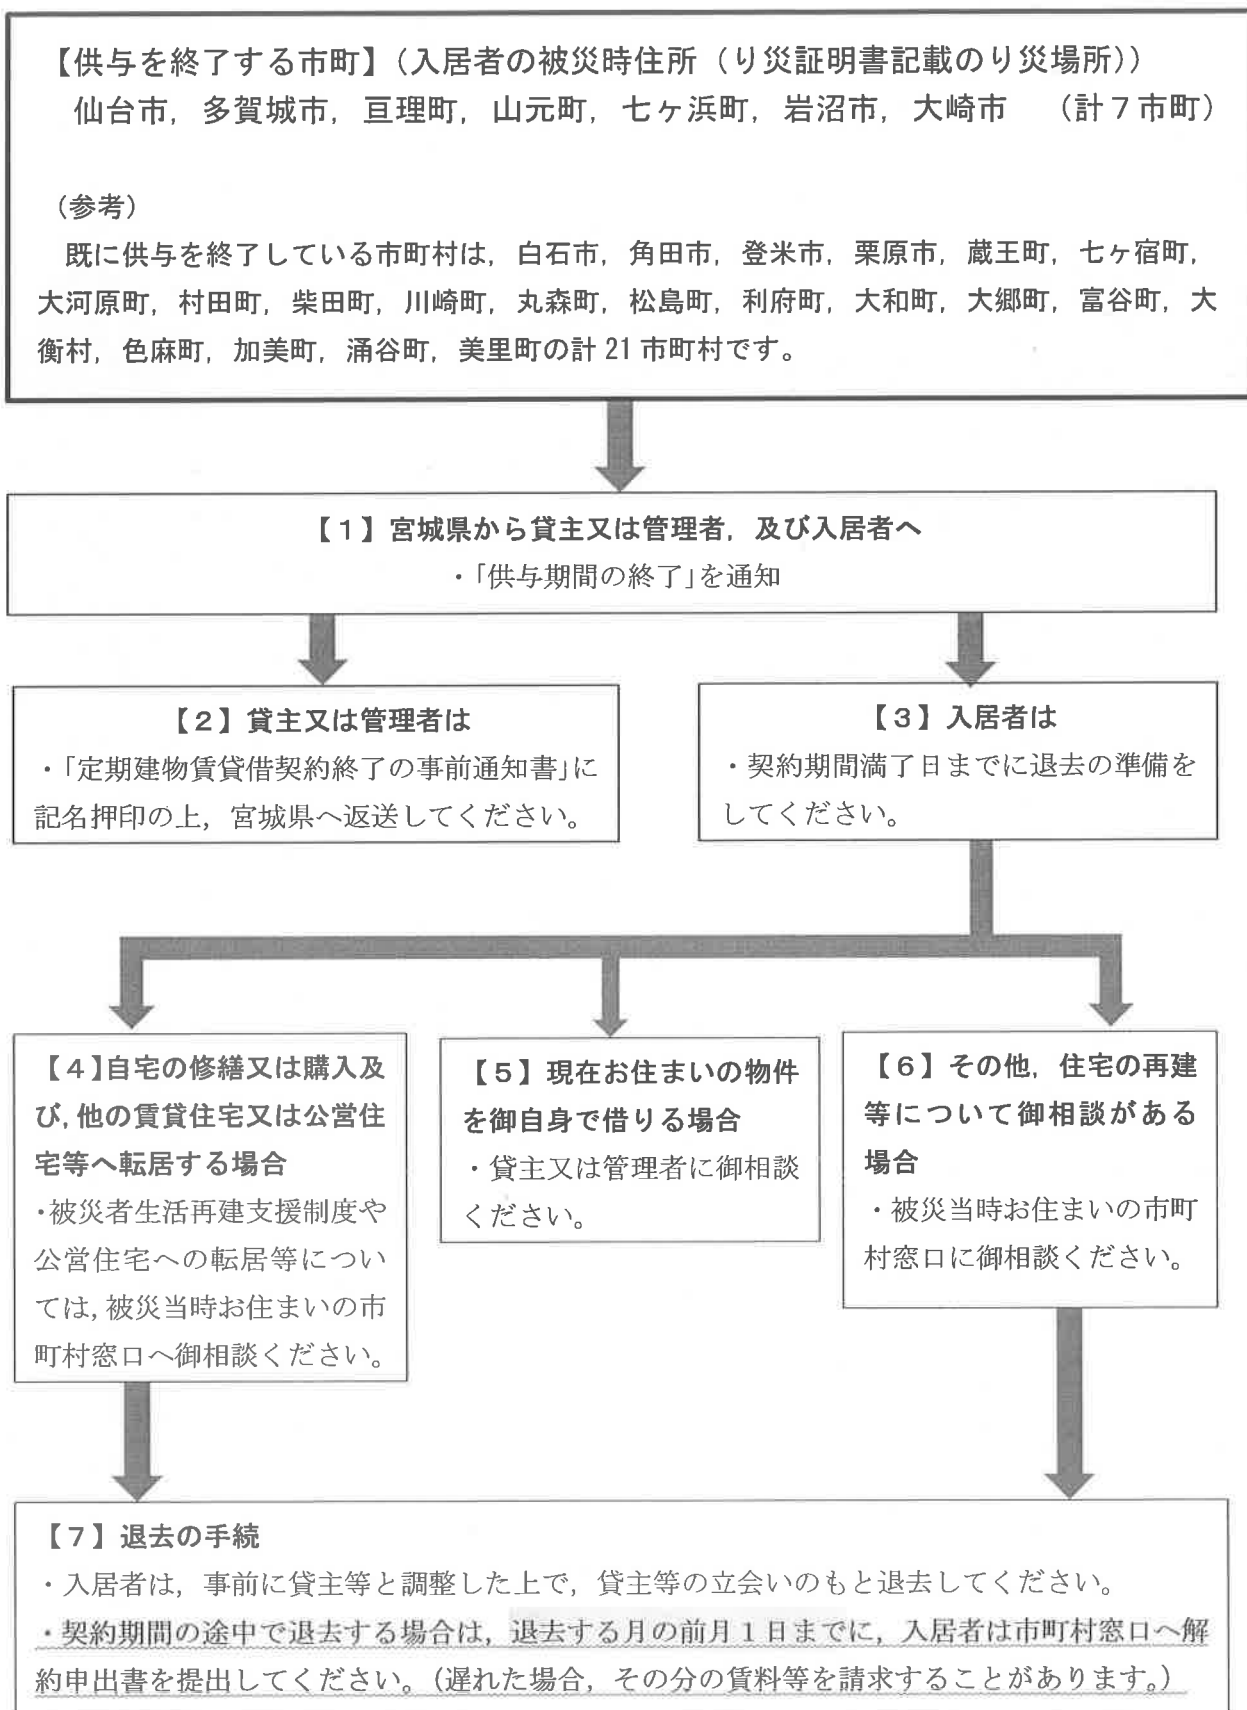 【供与を終了する市町】（入居者の被災時住所（り災証明書記載のり災場所））
仙台市，多賀城市，亘理町，山元町，七ヶ浜町，岩沼市，大崎市　（計７市町）
（参考）
既に供与を終了している市町村は，白石市，角田市，登米市，栗原市，蔵王町，七ヶ宿町，
大河原町，村田町，柴田町，川崎町，丸森町，松島町，利府町，大和町，大郷町，富谷町，大
衡村，色麻町，加美町，涌谷町，美里町の計 21 市町村です。
【１】宮城県から貸主又は管理者，及び入居者へ
・「供与期間の終了」を通知
【２】貸主又は管理者は
・「定期建物賃貸借契約終了の事前通知書」に
記名押印の上，宮城県へ返送してください。
【３】入居者は
・契約期間満了日までに退去の準備を
してください。
【４】自宅の修繕又は購入及
び，他の賃貸住宅又は公営住
宅等へ転居する場合
・被災者生活再建支援制度や
公営住宅への転居等につい
ては，被災当時お住まいの市
町村窓口へ御相談ください。
【５】現在お住まいの物件
を御自身で借りる場合
・貸主又は管理者に御相談
ください。
【６】その他，住宅の再建
等について御相談がある
場合
・被災当時お住まいの市町
村窓口に御相談ください。
【７】退去の手続
・入居者は，事前に貸主等と調整した上で，貸主等の立会いのもと退去してください。
・契約期間の途中で退去する場合は，退去する月の前月１日までに，入居者は市町村窓口へ解
約申出書を提出してください。（遅れた場合，その分の賃料等を請求することがあります。）